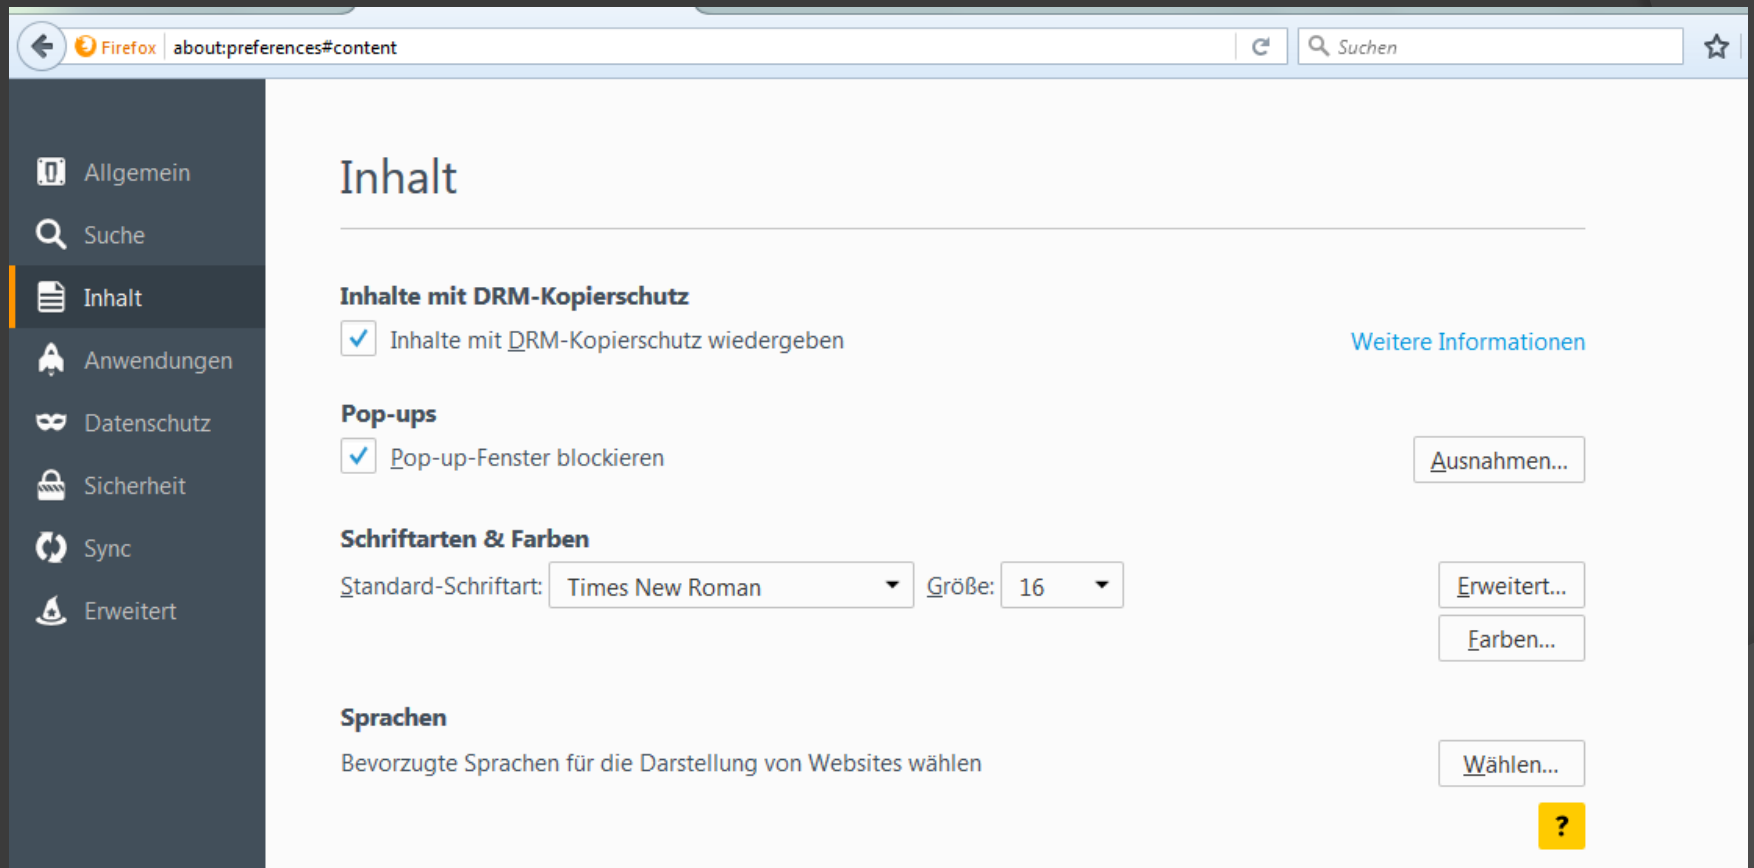 Firefox about:preferences#content Suchen
Allgemein
Suche
Inhalt
Anwendungen
Datenschutz
Sicherheit
Sync
Erweitert
Inhalt
Inhalte mit DRM-Kopierschutz
Inhalte mit DRM-Kopierschutz wiedergeben Weitere Informationen
Pop-ups
Pop-up-Fenster blockieren Ausnahmen...
Schriftarten & Farben
Standard-Schriftart: Times New Roman Größe: 16 Erweitert...
Farben...
Sprachen
Bevorzugte Sprachen für die Darstellung von Websites wählen Wählen...
?